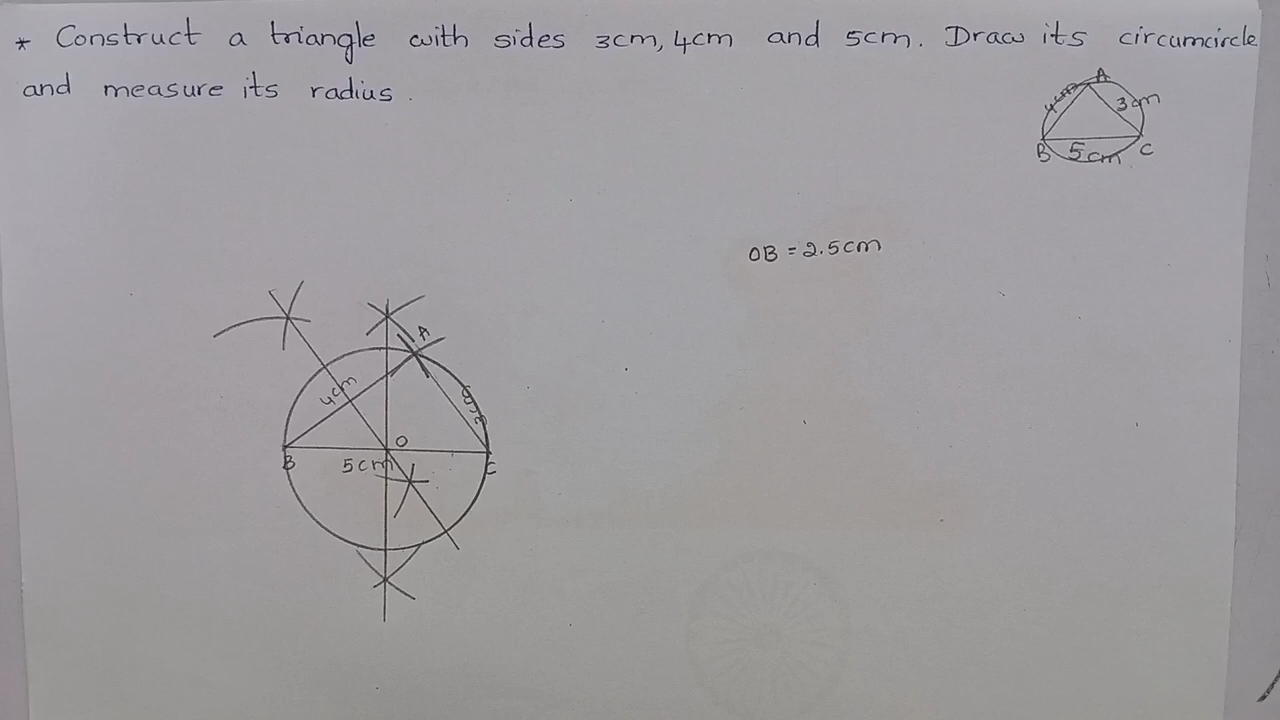 * Construct a triangle with sides 3cm, 4cm and 5cm. Draw its circumcircle
and measure its radius.
A
4cm
3cm
B 5cm C
OB = 2.5cm
A
4cm
3cm
O
B 5cm C